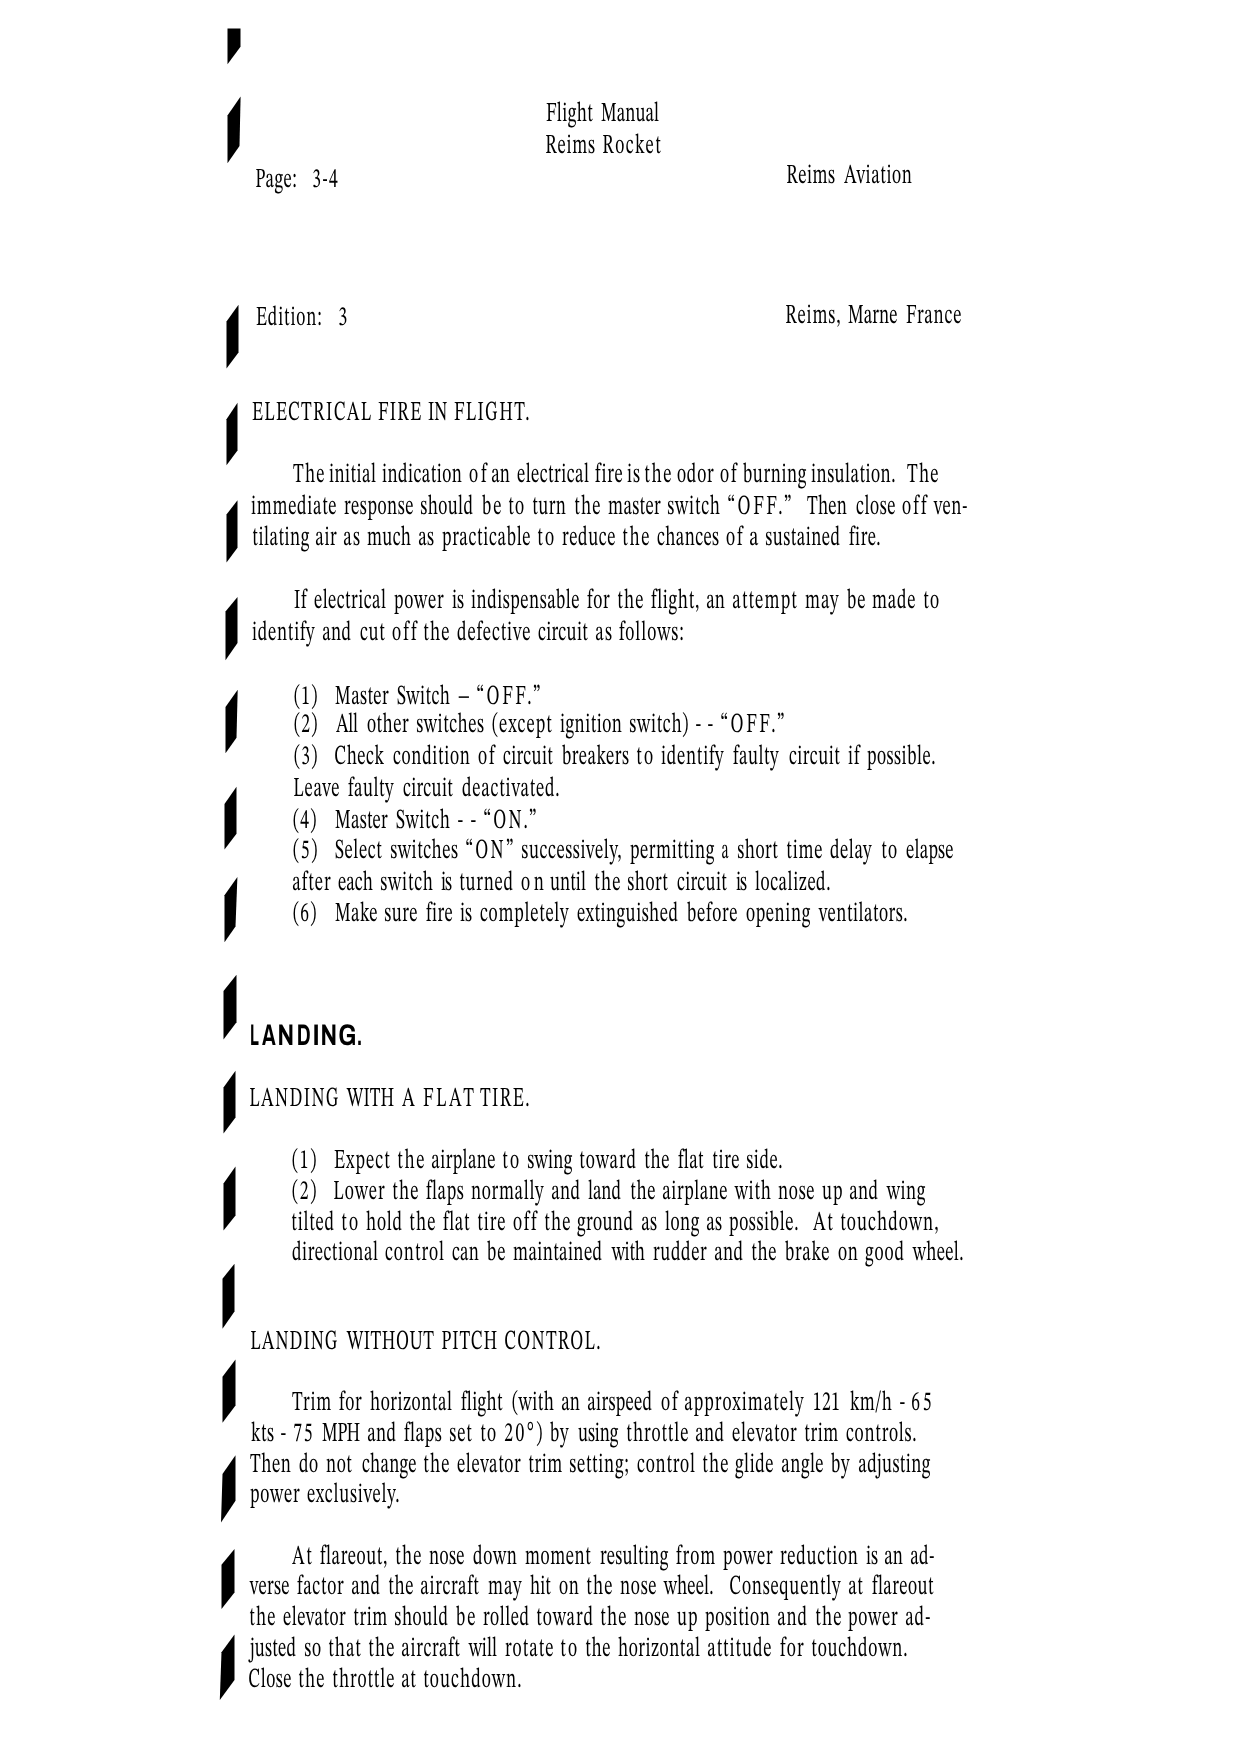 Flight Manual
Reims Rocket
Page: 3-4
Reims Aviation
Edition: 3
Reims, Marne France
ELECTRICAL FIRE IN FLIGHT.
The initial indication of an electrical fire is the odor of burning insulation. The
immediate response should be to turn the master switch “OFF.” Then close off ven-
tilating air as much as practicable to reduce the chances of a sustained fire.
If electrical power is indispensable for the flight, an attempt may be made to
identify and cut off the defective circuit as follows:
(1) Master Switch – “OFF.”
(2) All other switches (except ignition switch) - - “OFF.”
(3) Check condition of circuit breakers to identify faulty circuit if possible.
Leave faulty circuit deactivated.
(4) Master Switch - - “ON.”
(5) Select switches “ON” successively, permitting a short time delay to elapse
after each switch is turned on until the short circuit is localized.
(6) Make sure fire is completely extinguished before opening ventilators.
LANDING.
LANDING WITH A FLAT TIRE.
(1) Expect the airplane to swing toward the flat tire side.
(2) Lower the flaps normally and land the airplane with nose up and wing
tilted to hold the flat tire off the ground as long as possible. At touchdown,
directional control can be maintained with rudder and the brake on good wheel.
LANDING WITHOUT PITCH CONTROL.
Trim for horizontal flight (with an airspeed of approximately 121 km/h - 65
kts - 75 MPH and flaps set to 20°) by using throttle and elevator trim controls.
Then do not change the elevator trim setting; control the glide angle by adjusting
power exclusively.
At flareout, the nose down moment resulting from power reduction is an ad-
verse factor and the aircraft may hit on the nose wheel. Consequently at flareout
the elevator trim should be rolled toward the nose up position and the power ad-
justed so that the aircraft will rotate to the horizontal attitude for touchdown.
Close the throttle at touchdown.